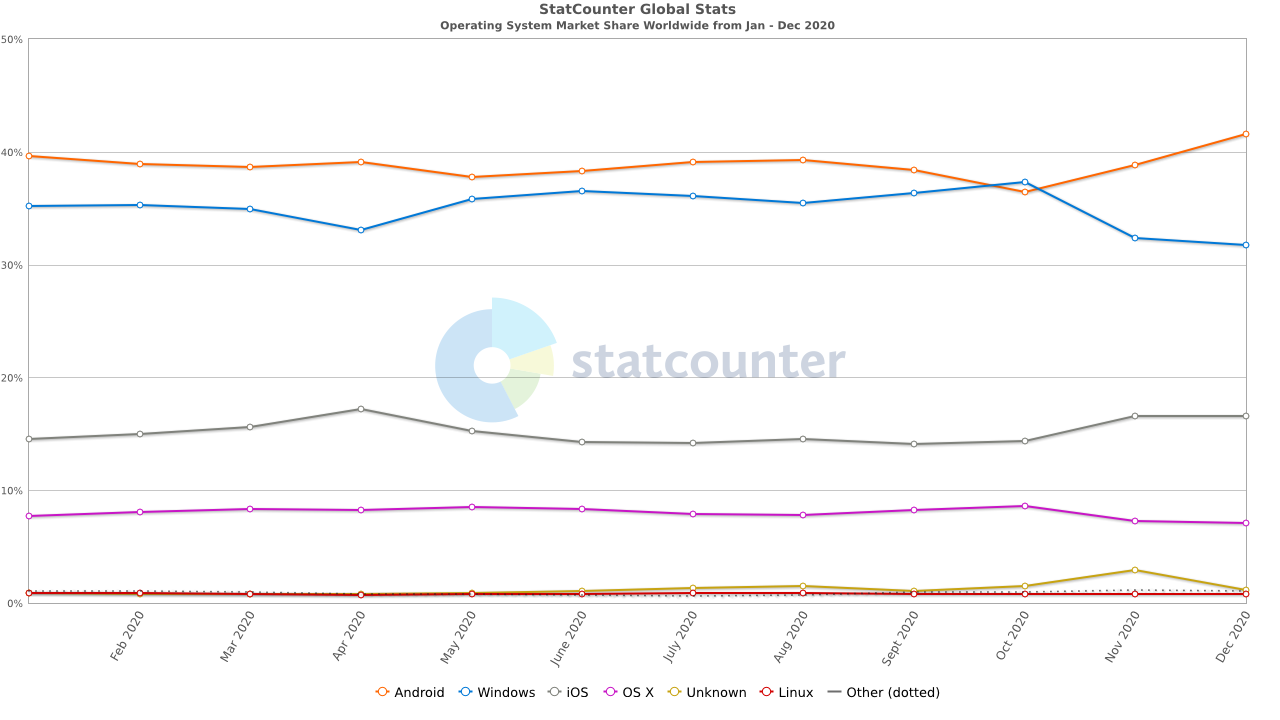 StatCounter Global Stats
Operating System Market Share Worldwide from Jan - Dec 2020
50%
40%
30%
20%
10%
0%
statcounter
Feb 2020
Mar 2020
Apr 2020
May 2020
June 2020
July 2020
Aug 2020
Sept 2020
Oct 2020
Nov 2020
Dec 2020
Android Windows iOS OS X Unknown Linux Other (dotted)